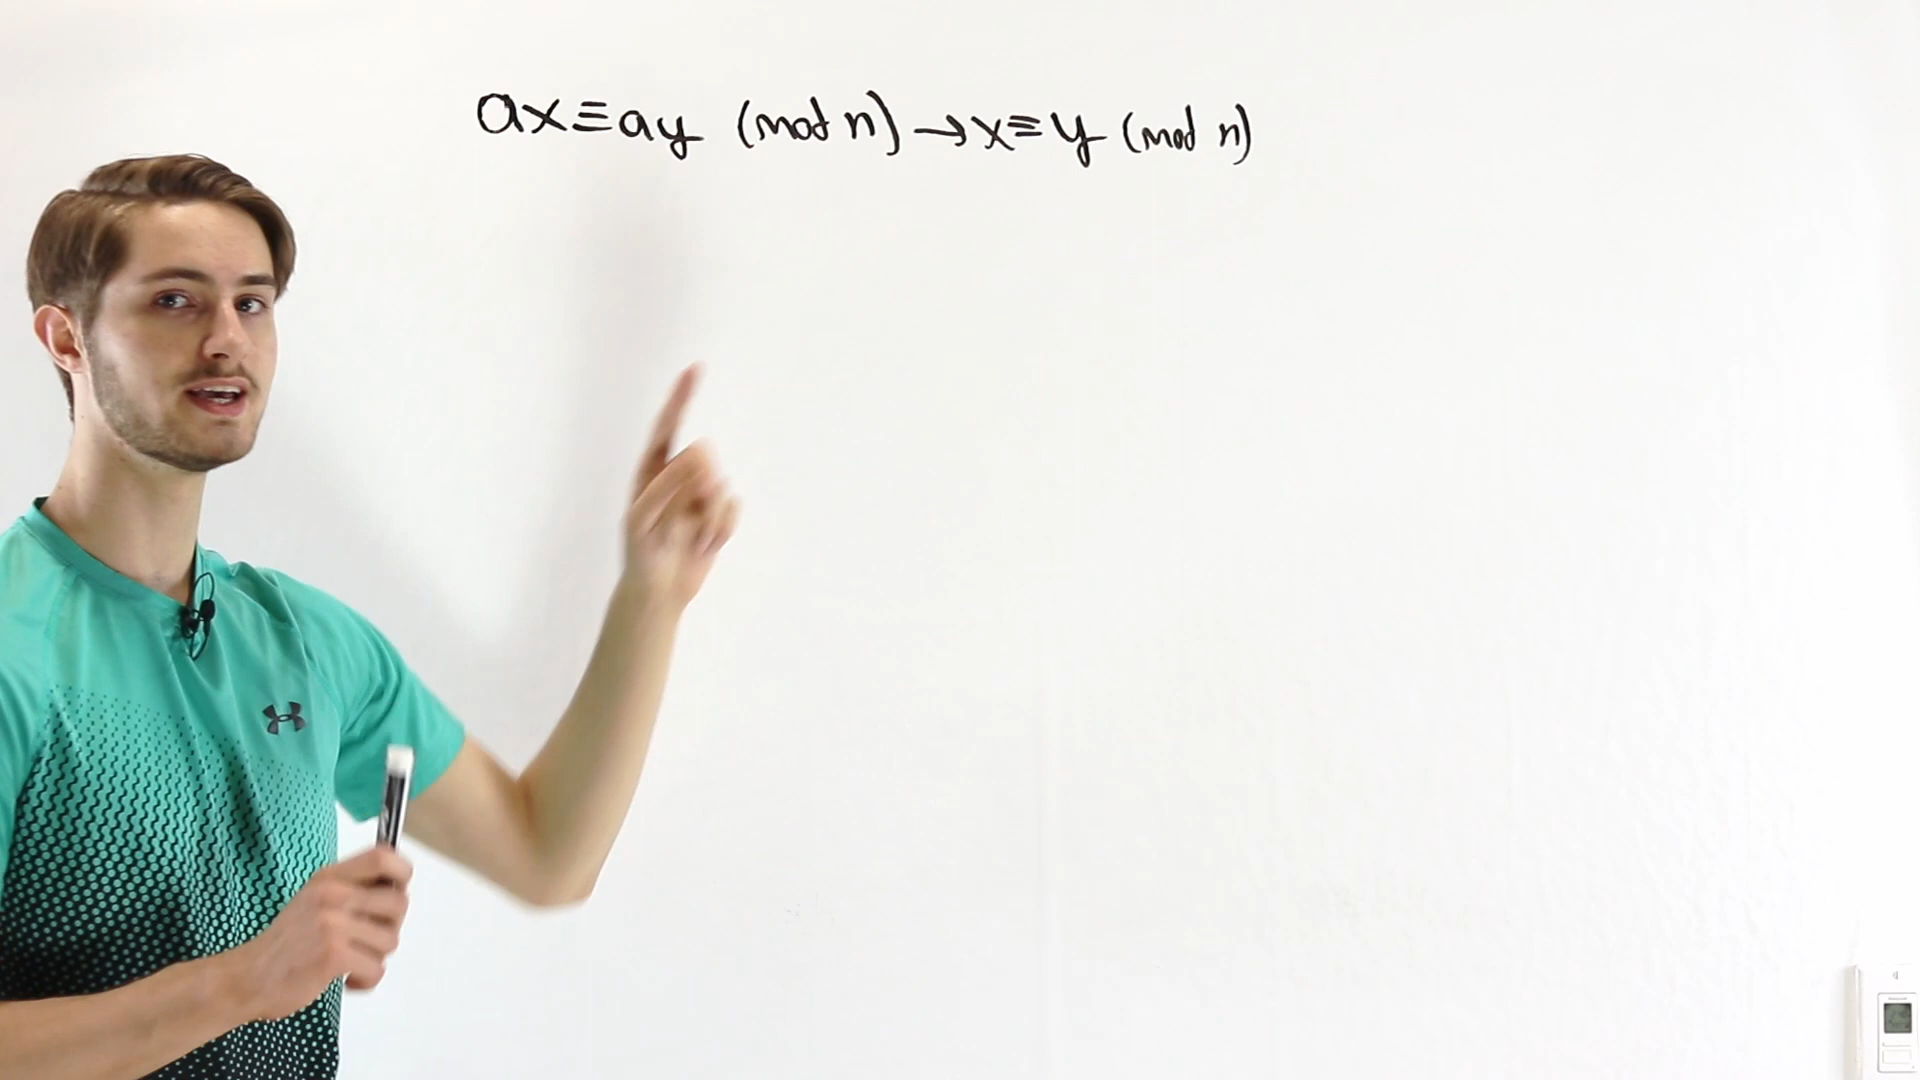 ax≡ay (mod n) → x≡y (mod n)